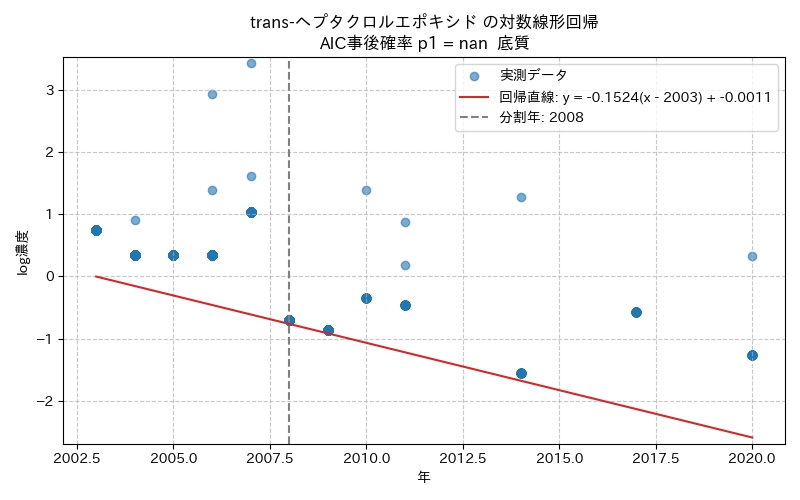 trans-ヘプタクロルエポキシド の対数線形回帰
AIC事後確率 p1 = nan  底質
実測データ
回帰直線: y = -0.1524(x - 2003) + -0.0011
分割年: 2008
log濃度
3
2
1
0
−1
−2
2002.5 2005.0 2007.5 2010.0 2012.5 2015.0 2017.5 2020.0
年